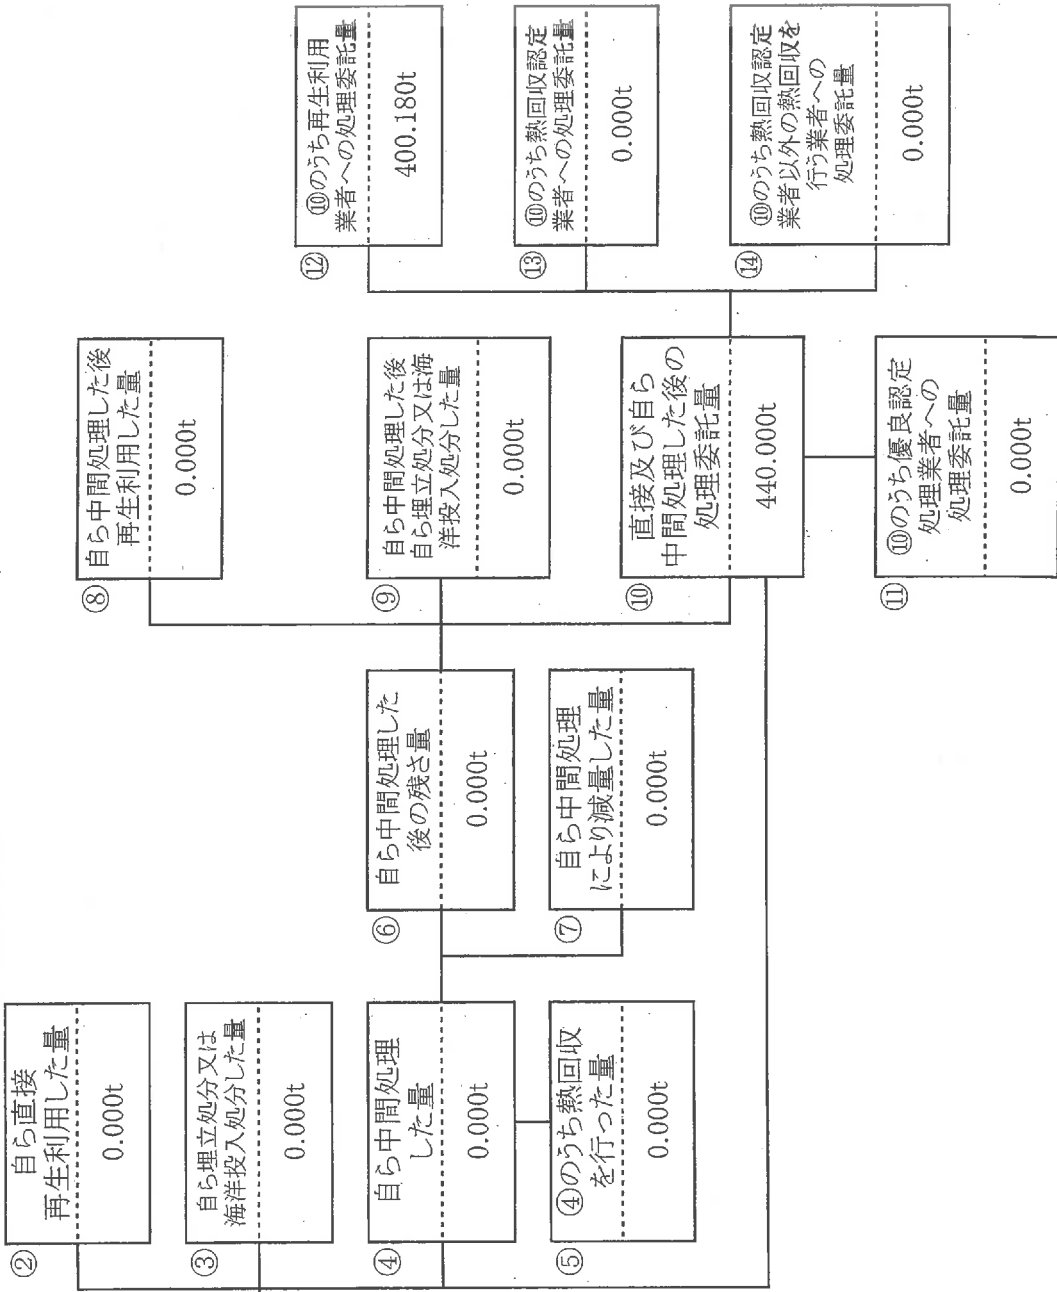 ②
自ら直接
再生利用した量
0.000t
③
自ら埋立処分又は
海洋投入処分した量
0.000t
④
自ら中間処理
した量
0.000t
⑤
④のうち熱回収
を行った量
0.000t
⑥
自ら中間処理した
後の残さ量
0.000t
⑦
自ら中間処理
により減量した量
0.000t
⑧
自ら中間処理した後
再生利用した量
0.000t
⑨
自ら中間処理した後
自ら埋立処分又は海
洋投入処分した量
0.000t
⑩
直接及び自ら
中間処理した後の
処理委託量
440.000t
⑪
⑩のうち優良認定
処理業者への
処理委託量
0.000t
⑫
⑩のうち再生利用
業者への処理委託量
400.180t
⑬
⑩のうち熱回収認定
業者への処理委託量
0.000t
⑭
⑩のうち熱回収認定
業者以外の熱回収を
行う業者への
処理委託量
0.000t